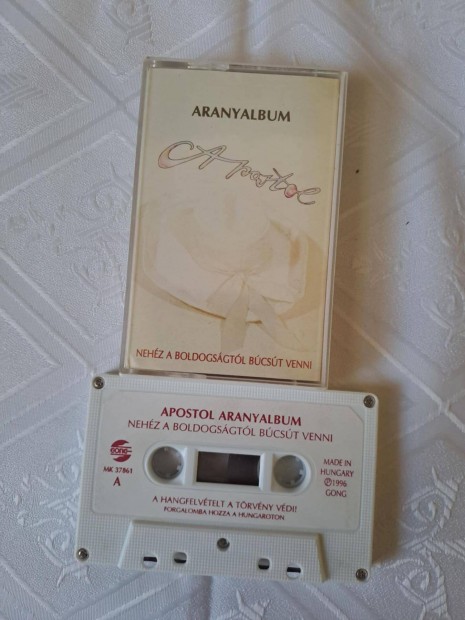 ARANYALBUM
Apostol
NEHÉZ A BOLDOGSÁGTÓL BÚCSÚT VENNI
APOSTOL ARANYALBUM
NEHÉZ A BOLDOGSÁGTÓL BÚCSÚT VENNI
GONG
MK 37861
A
MADE IN
HUNGARY
Ⓟ1996
GONG
A HANGFELVÉTELT A TÖRVÉNY VÉDI!
FORGALOMBA HOZZA A HUNGAROTON